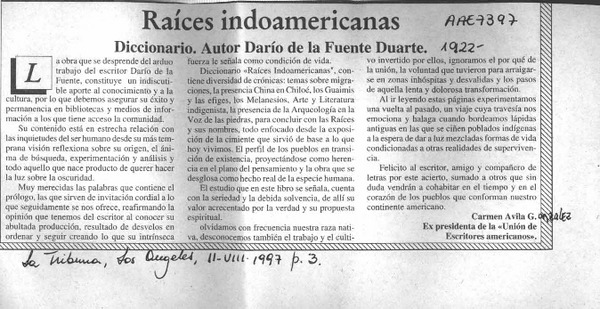 Raíces indoamericanas
AAE7397
Diccionario. Autor Darío de la Fuente Duarte.
1922-
La obra que se desprende del arduo
trabajo del escritor Darío de la
Fuente, constituye un indiscuti-
ble aporte al conocimiento y a la
cultura, por lo que debemos asegurar su éxito y
permanencia en bibliotecas y medios de infor-
mación a los que tiene acceso la comunidad.
Su contenido está en estrecha relación con
las inquietudes del ser humano desde su más tem-
prana visión reflexiona sobre su origen, el áni-
ma de búsqueda, experimentación y análisis y
todo aquello que nace producto de querer hacer
la luz sobre la oscuridad.
Muy merecidas las palabras que contiene el
prólogo, las que sirven de invitación cordial a lo
que seguidamente se nos ofrece, reafirmando la
opinión que tenemos del escritor al conocer su
abultada producción, resultado de desvelos en
ordenar y seguir creando lo que su intrínseca
fuerza le señala como condición de vida.
Diccionario «Raíces Indoamericanas", con-
tiene diversidad de crónicas: temas sobre migra-
ciones, la presencia China en Chiloé, los Guaimís
y las efiges, los Melanesios, Arte y Literatura
indigenista, la presencia de la Arqueología en la
Voz de las piedras, para concluir con las Raíces
y sus nombres, todo enfocado desde la exposi-
ción de la cimiente que sirvió de base a lo que
hoy vivimos. El perfil de los pueblos en transi-
ción de existencia, proyectándose como heren-
cia en el plano del pensamiento y la obra que se
desglosa como hecho real de la especie humana.
El estudio que en este libro se señala, cuenta
con la seriedad y la debida solvencia, de allí su
valor acrecentado por la verdad y su propuesta
espiritual.
olvidamos con frecuencia nuestra raza nati-
va, desconocemos también el trabajo y el culti-
vo invertido por ellos, ignoramos el por qué de
la unión, la voluntad que tuvieron para arraigar-
se en zonas inhóspitas y desvalidas y los pasos
de aquella lenta y dolorosa transformación.
Al ir leyendo estas páginas experimentamos
una vuelta al pasado, un viaje cuya travesía nos
emociona y halaga cuando bordeamos lápidas
antiguas en las que se ciñen poblados indígenas
a la espera de dar a luz mezcladas formas de vida
condicionadas a otras realidades de superviven-
cia.
Felicito al escritor, amigo y compañero de
letras por este acierto, sumado a otros que sin
duda vendrán a cohabitar en el tiempo y en el
corazón de los pueblos que conforman nuestro
continente americano.
Carmen Avila G.onzalez
Ex presidenta de la «Unión de
Escritores americanos».
La Tribuna, Los Angeles, 11-VIII-1997 p. 3.